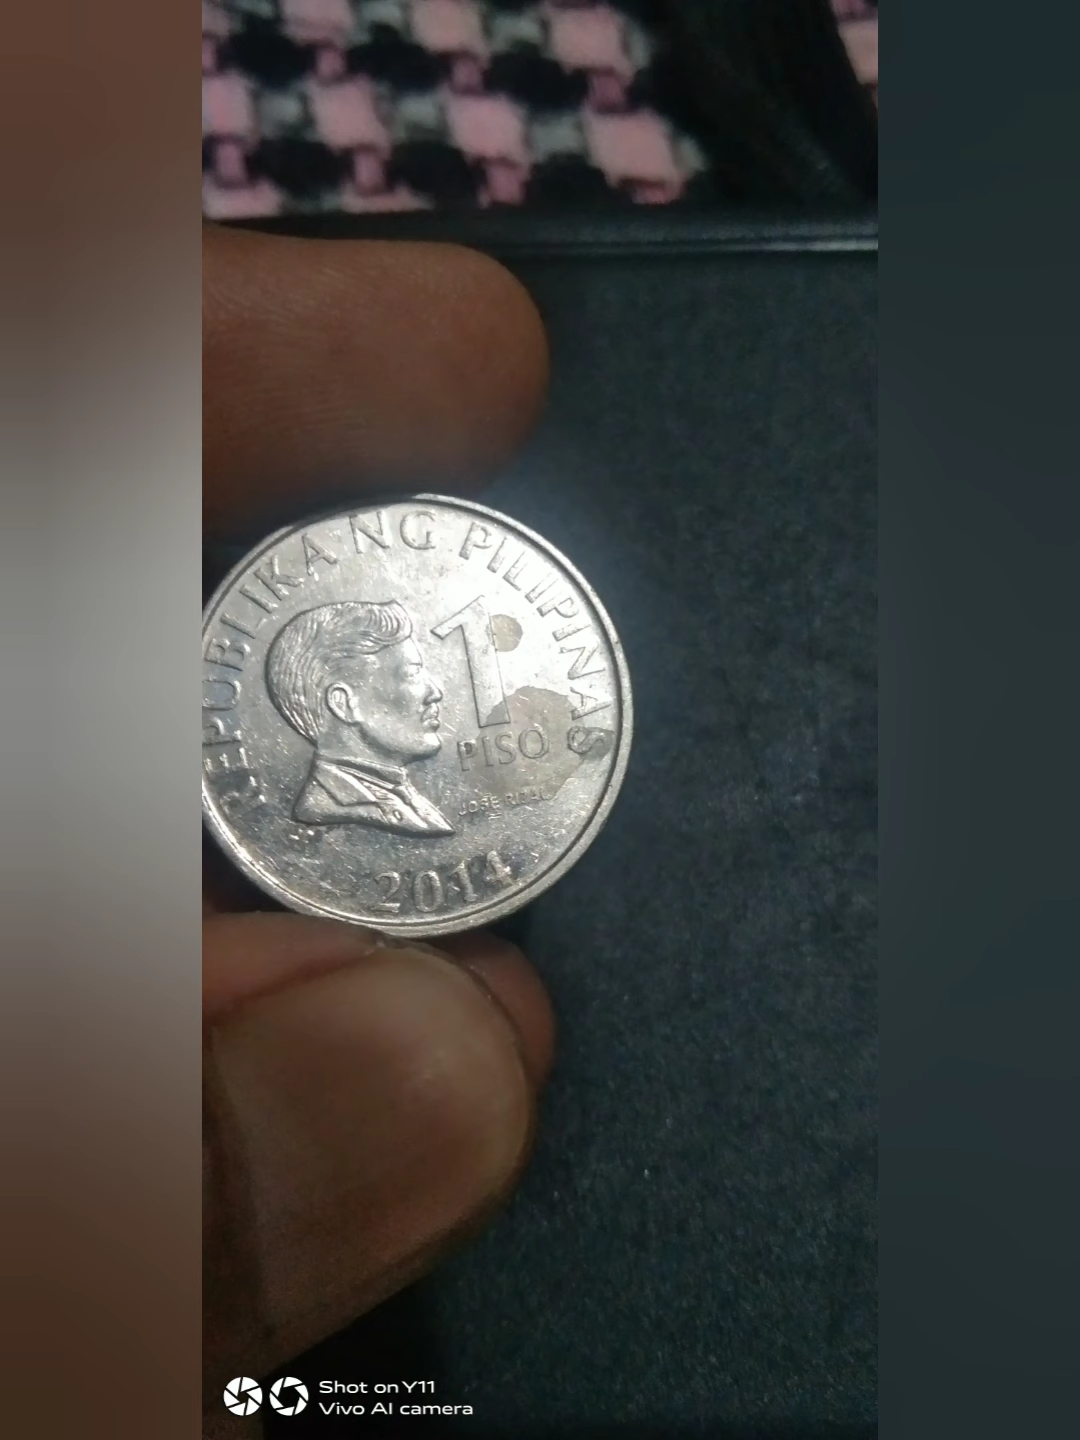 REPUBLIKA NG PILIPINAS
1
PISO
JOSE RIZAL
2014
Shot on Y11
Vivo AI camera